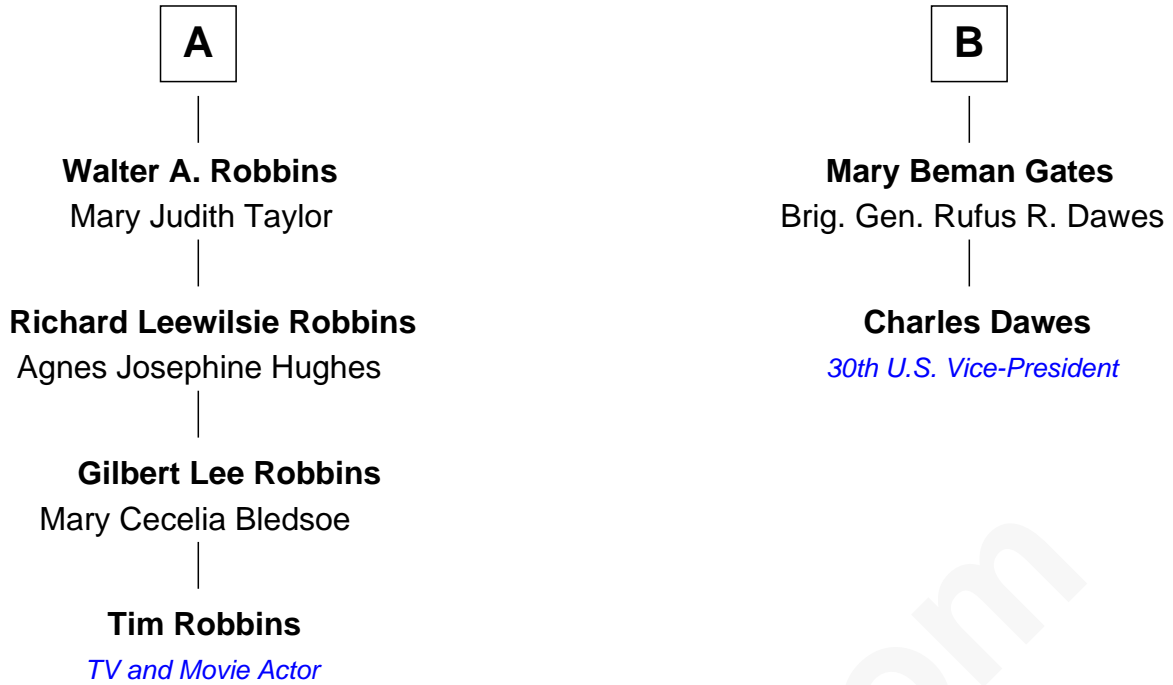 A
Walter A. Robbins
Mary Judith Taylor
Richard Leewilsie Robbins
Agnes Josephine Hughes
Gilbert Lee Robbins
Mary Cecelia Bledsoe
Tim Robbins
TV and Movie Actor
B
Mary Beman Gates
Brig. Gen. Rufus R. Dawes
Charles Dawes
30th U.S. Vice-President
om